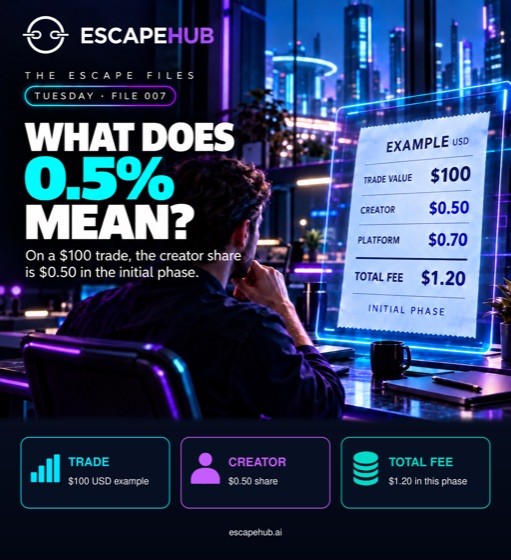 ESCAPEHUB
THE ESCAPE FILES
TUESDAY · FILE 007
WHAT DOES
0.5%
MEAN?
On a $100 trade, the creator share
is $0.50 in the initial phase.
EXAMPLE USD
TRADE VALUE $100
CREATOR $0.50
PLATFORM $0.70
TOTAL FEE $1.20
INITIAL PHASE
TRADE
$100 USD example
CREATOR
$0.50 share
TOTAL FEE
$1.20 in this phase
escapehub.ai